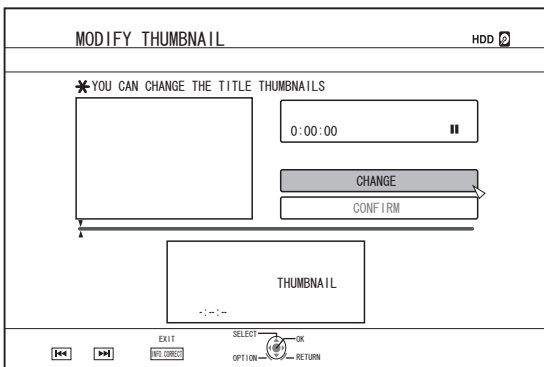 MODIFY THUMBNAIL
HDD
YOU CAN CHANGE THE TITLE THUMBNAILS
0:00:00
CHANGE
CONFIRM
THUMBNAIL
-:--:--
EXIT
INFO. CORRECT
SELECT
OK
OPTION
RETURN